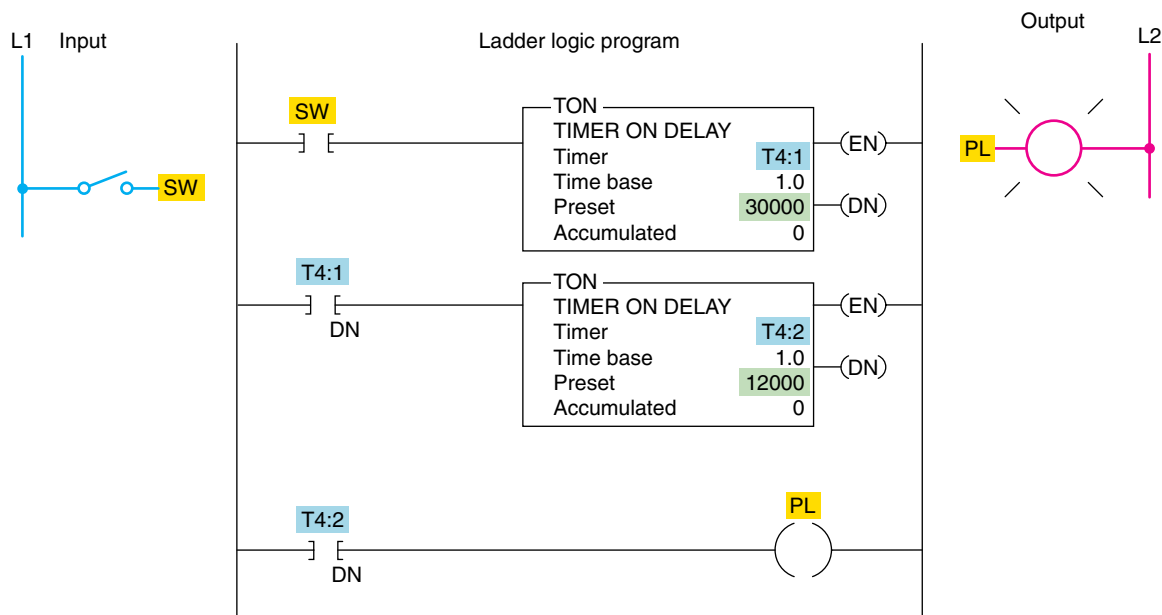 L1 Input
Ladder logic program
Output
L2
SW
SW
TON
TIMER ON DELAY
Timer T4:1
Time base 1.0
Preset 30000
Accumulated 0
(EN)
(DN)
PL
T4:1
DN
TON
TIMER ON DELAY
Timer T4:2
Time base 1.0
Preset 12000
Accumulated 0
(EN)
(DN)
T4:2
DN
PL